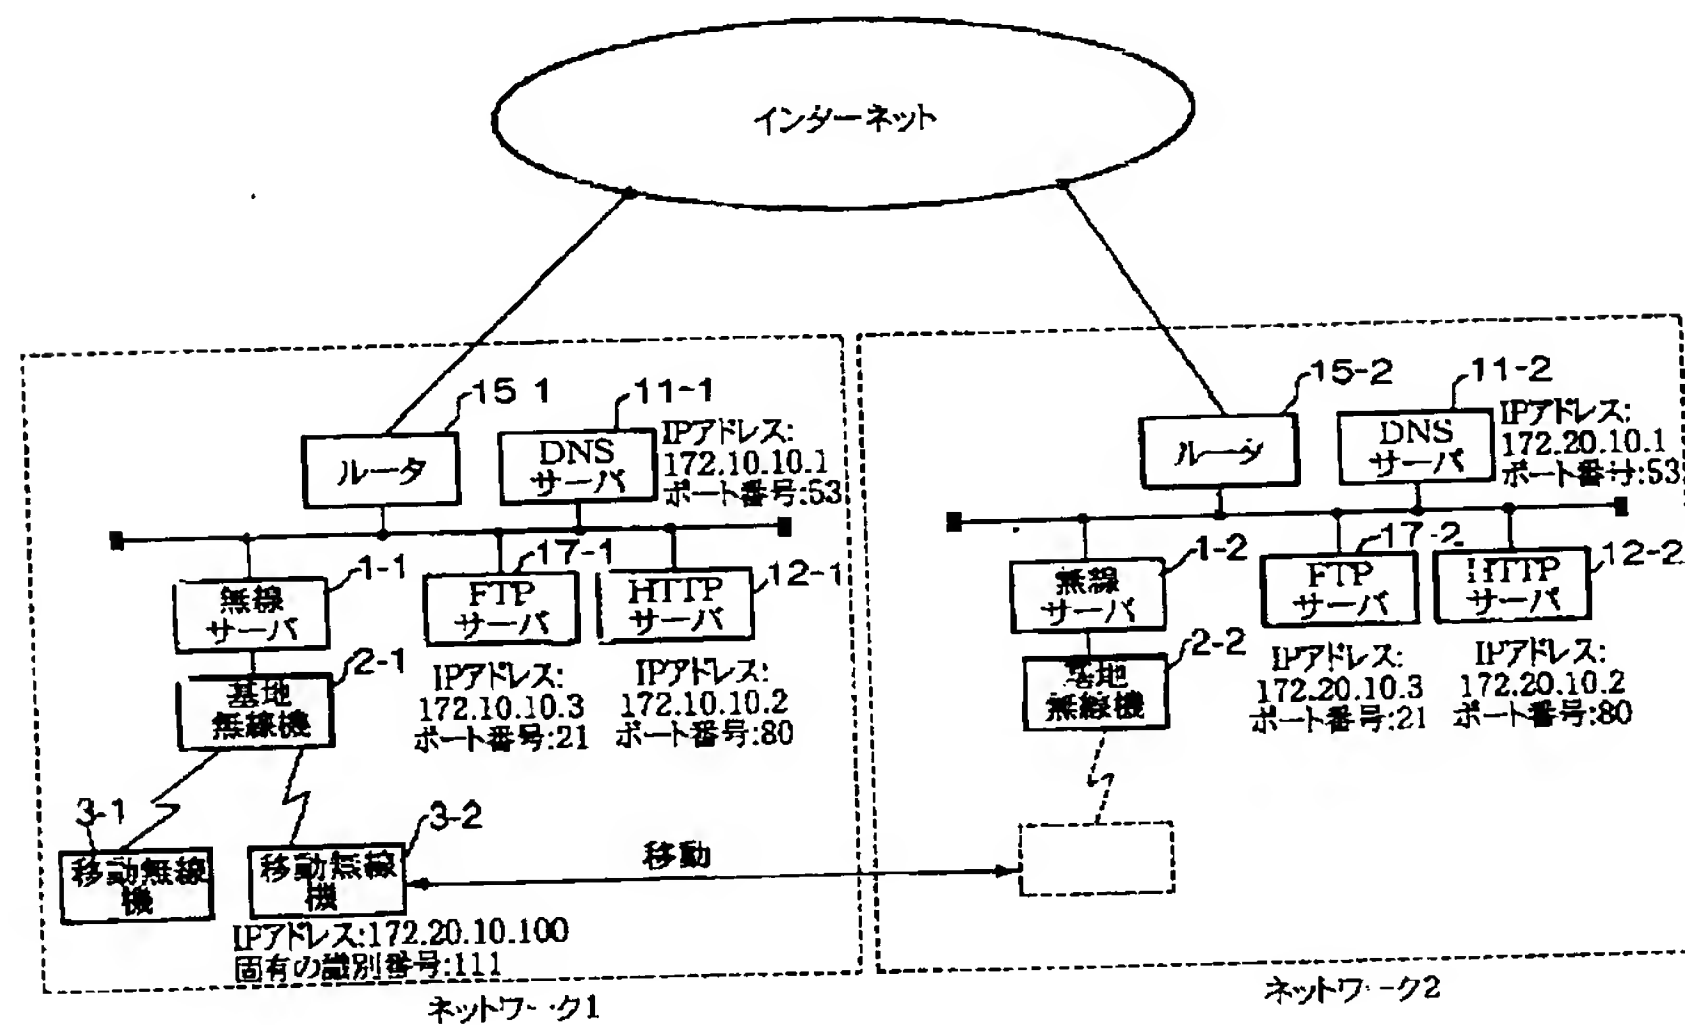 インターネット
15 1
11-1
ルータ
DNS
サーバ
IPアドレス:
172.10.10.1
ポート番号:53
1-1
無線
サーバ
17-1
FTP
サーバ
HTTP
サーバ
12-1
2-1
基地
無線機
IPアドレス:
172.10.10.3
ポート番号:21
IPアドレス:
172.10.10.2
ポート番号:80
3-1
移動無線
機
3-2
移動無線
機
移動
IPアドレス:172.20.10.100
固有の識別番号:111
ネットワーク1
15-2
11-2
ルータ
DNS
サーバ
IPアドレス:
172.20.10.1
ポート番号:53
1-2
無線
サーバ
17-2
FTP
サーバ
HTTP
サーバ
12-2
2-2
基地
無線機
IPアドレス:
172.20.10.3
ポート番号:21
IPアドレス:
172.20.10.2
ポート番号:80
ネットワーク2